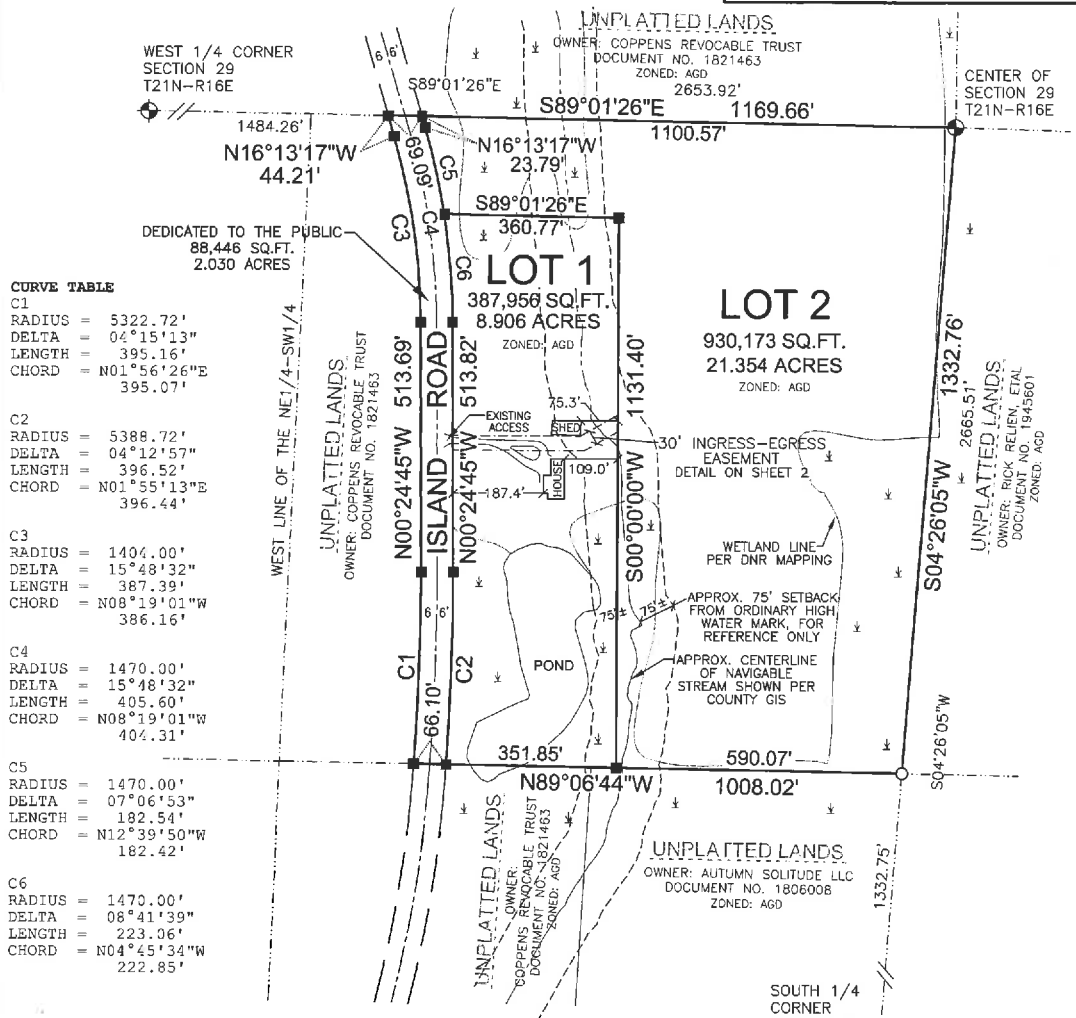 UNPLATTED LANDS
OWNER: COPPENS REVOCABLE TRUST
DOCUMENT NO. 1821463
ZONED: AGD
WEST 1/4 CORNER
SECTION 29
T21N-R16E
CENTER OF
SECTION 29
T21N-R16E
6 6'
S89°01'26"E
2653.92'
S89°01'26"E 1169.66'
1484.26'
1100.57'
N16°13'17"W
44.21'
N16°13'17"W
23.79'
69.09'
C5
C3
C4
C6
S89°01'26"E
360.77'
DEDICATED TO THE PUBLIC
88,446 SQ.FT.
2.030 ACRES
LOT 1
387,956 SQ.FT.
8.906 ACRES
ZONED: AGD
LOT 2
930,173 SQ.FT.
21.354 ACRES
ZONED: AGD
CURVE TABLE
C1
RADIUS = 5322.72'
DELTA = 04°15'13"
LENGTH = 395.16'
CHORD = N01°56'26"E
395.07'
C2
RADIUS = 5388.72'
DELTA = 04°12'57"
LENGTH = 396.52'
CHORD = N01°55'13"E
396.44'
C3
RADIUS = 1404.00'
DELTA = 15°48'32"
LENGTH = 387.39'
CHORD = N08°19'01"W
386.16'
C4
RADIUS = 1470.00'
DELTA = 15°48'32"
LENGTH = 405.60'
CHORD = N08°19'01"W
404.31'
C5
RADIUS = 1470.00'
DELTA = 07°06'53"
LENGTH = 182.54'
CHORD = N12°39'50"W
182.42'
C6
RADIUS = 1470.00'
DELTA = 08°41'39"
LENGTH = 223.06'
CHORD = N04°45'34"W
222.85'
WEST LINE OF THE NE1/4-SW1/4
UNPLATTED LANDS
OWNER: COPPENS REVOCABLE TRUST
DOCUMENT NO. 1821463
N00°24'45"W 513.69'
ISLAND ROAD
N00°24'45"W 513.82'
EXISTING
ACCESS
75.3'
SHED
HOUSE
109.0'
187.4'
1131.40'
S00°00'00"W
30' INGRESS-EGRESS
EASEMENT
DETAIL ON SHEET 2
1332.76'
S04°26'05"W
2665.51'
UNPLATTED LANDS
OWNER: RICK RELIEN, ETAL
DOCUMENT NO. 1945601
ZONED: AGD
WETLAND LINE
PER DNR MAPPING
APPROX. 75' SETBACK
FROM ORDINARY HIGH
WATER MARK, FOR
REFERENCE ONLY
75'±
75'±
APPROX. CENTERLINE
OF NAVIGABLE
STREAM SHOWN PER
COUNTY GIS
POND
6 6'
C1
C2
66.10'
351.85'
590.07'
N89°06'44"W
1008.02'
S04°26'05"W
UNPLATTED LANDS
OWNER:
COPPENS REVOCABLE TRUST
DOCUMENT NO. 1821463
ZONED: AGD
UNPLATTED LANDS
OWNER: AUTUMN SOLITUDE LLC
DOCUMENT NO. 1806008
ZONED: AGD
1332.75'
SOUTH 1/4
CORNER